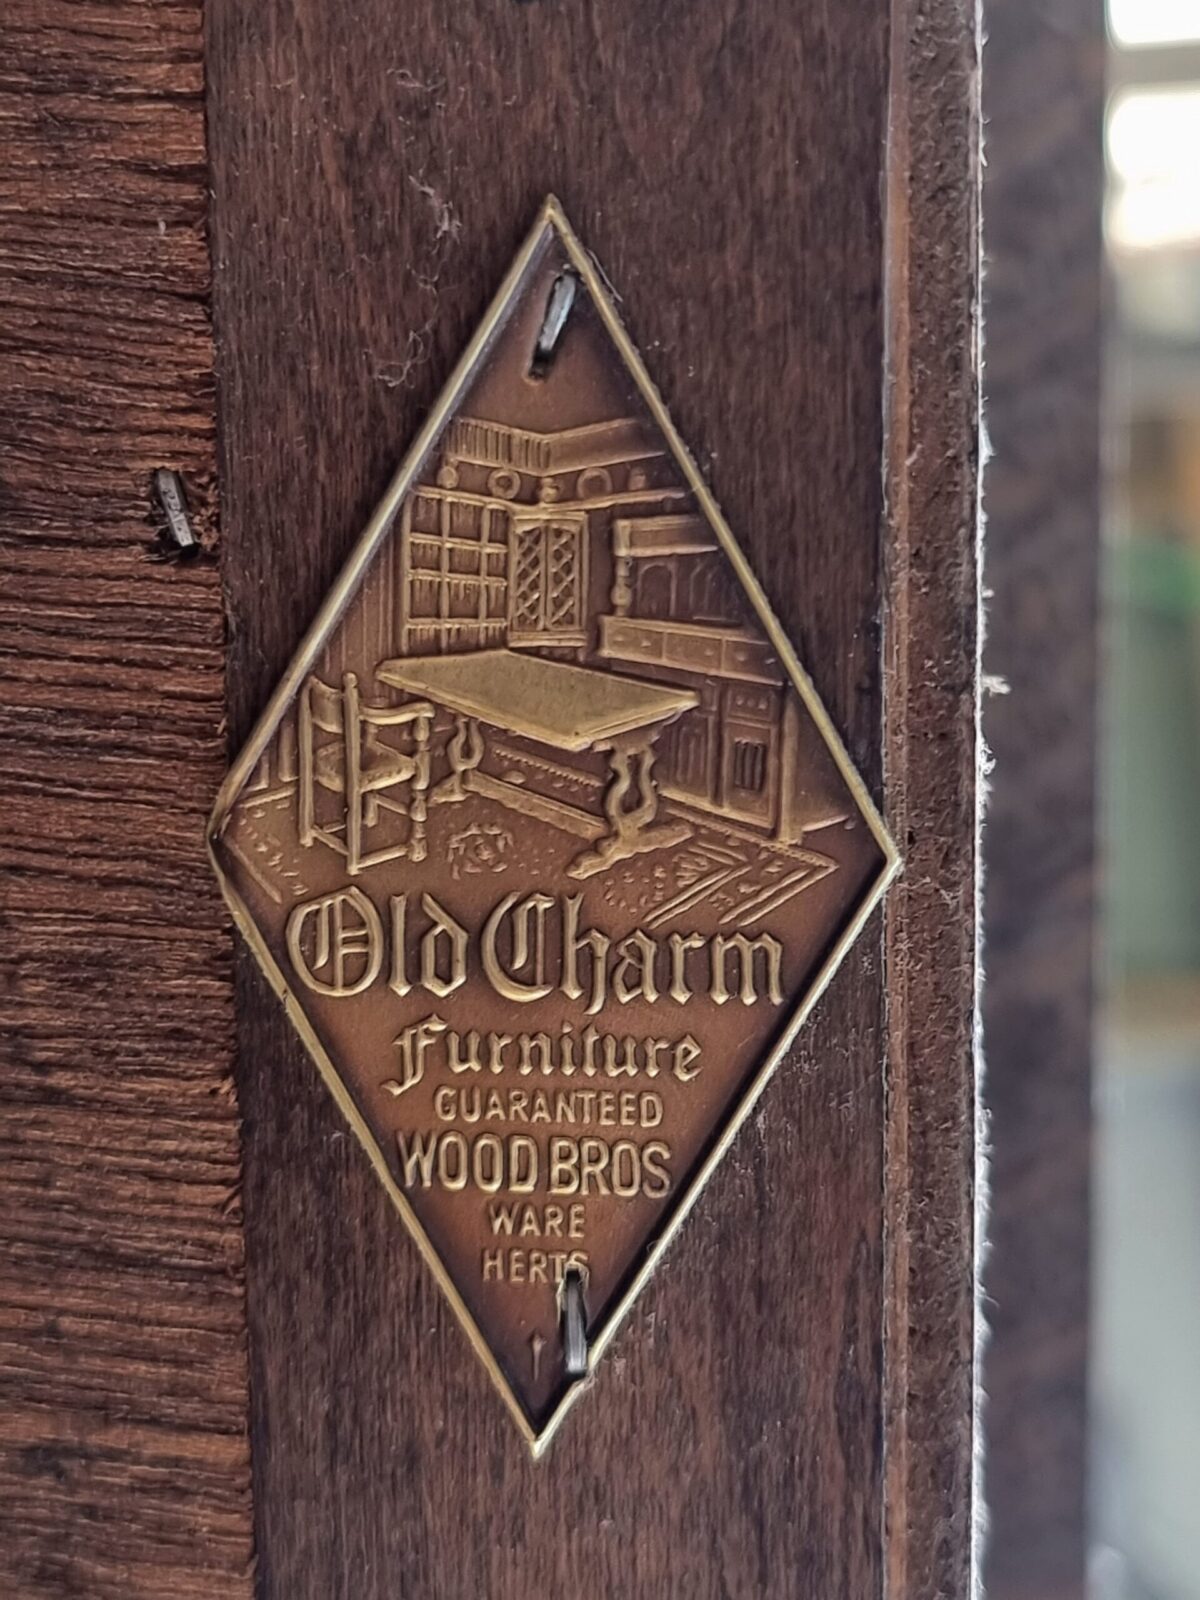 Old Charm
Furniture
GUARANTEED
WOOD BROS
WARE
HERTS